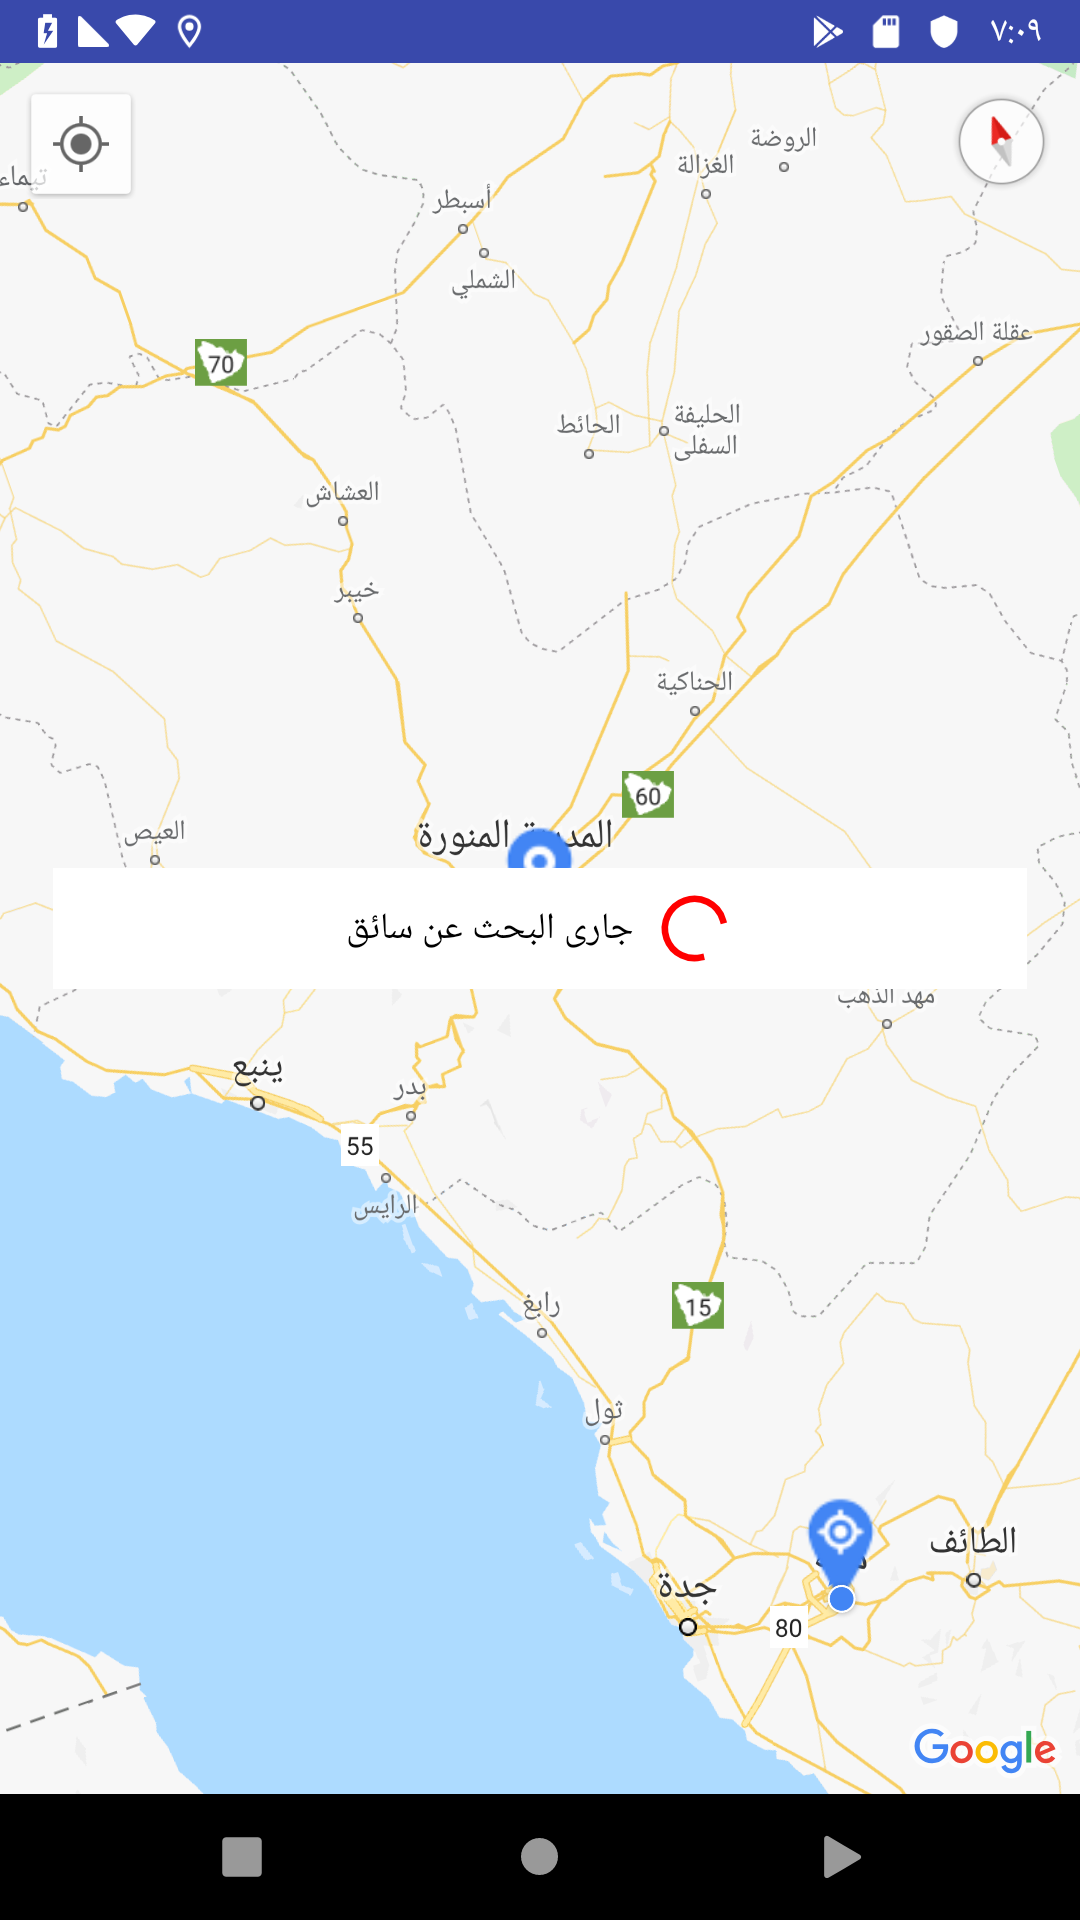 ٧:٠٩
الروضة
الغزالة
تيماء
أسبطر
الشملي
عقلة الصقور
70
الحليفة
السفلى
الحائط
العشاش
خيبر
الحناكية
60
المنورة
العيص
جارى البحث عن سائق
مهد الذهب
ينبع
بدر
55
الرايس
رابغ
15
ثول
الطائف
جدة
80
Google